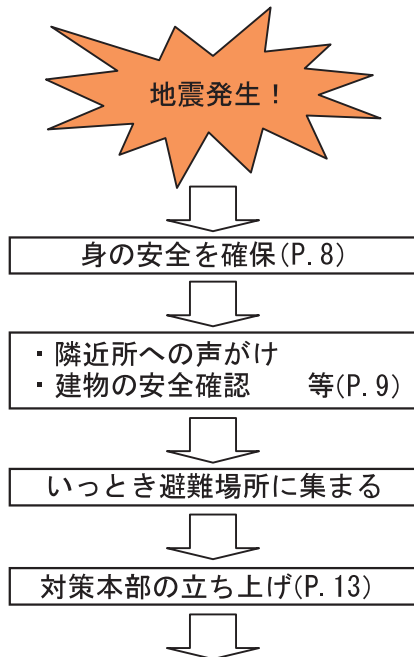 地震発生！
身の安全を確保(P.8)
・隣近所への声がけ
・建物の安全確認　　等(P.9)
いっとき避難場所に集まる
対策本部の立ち上げ(P.13)